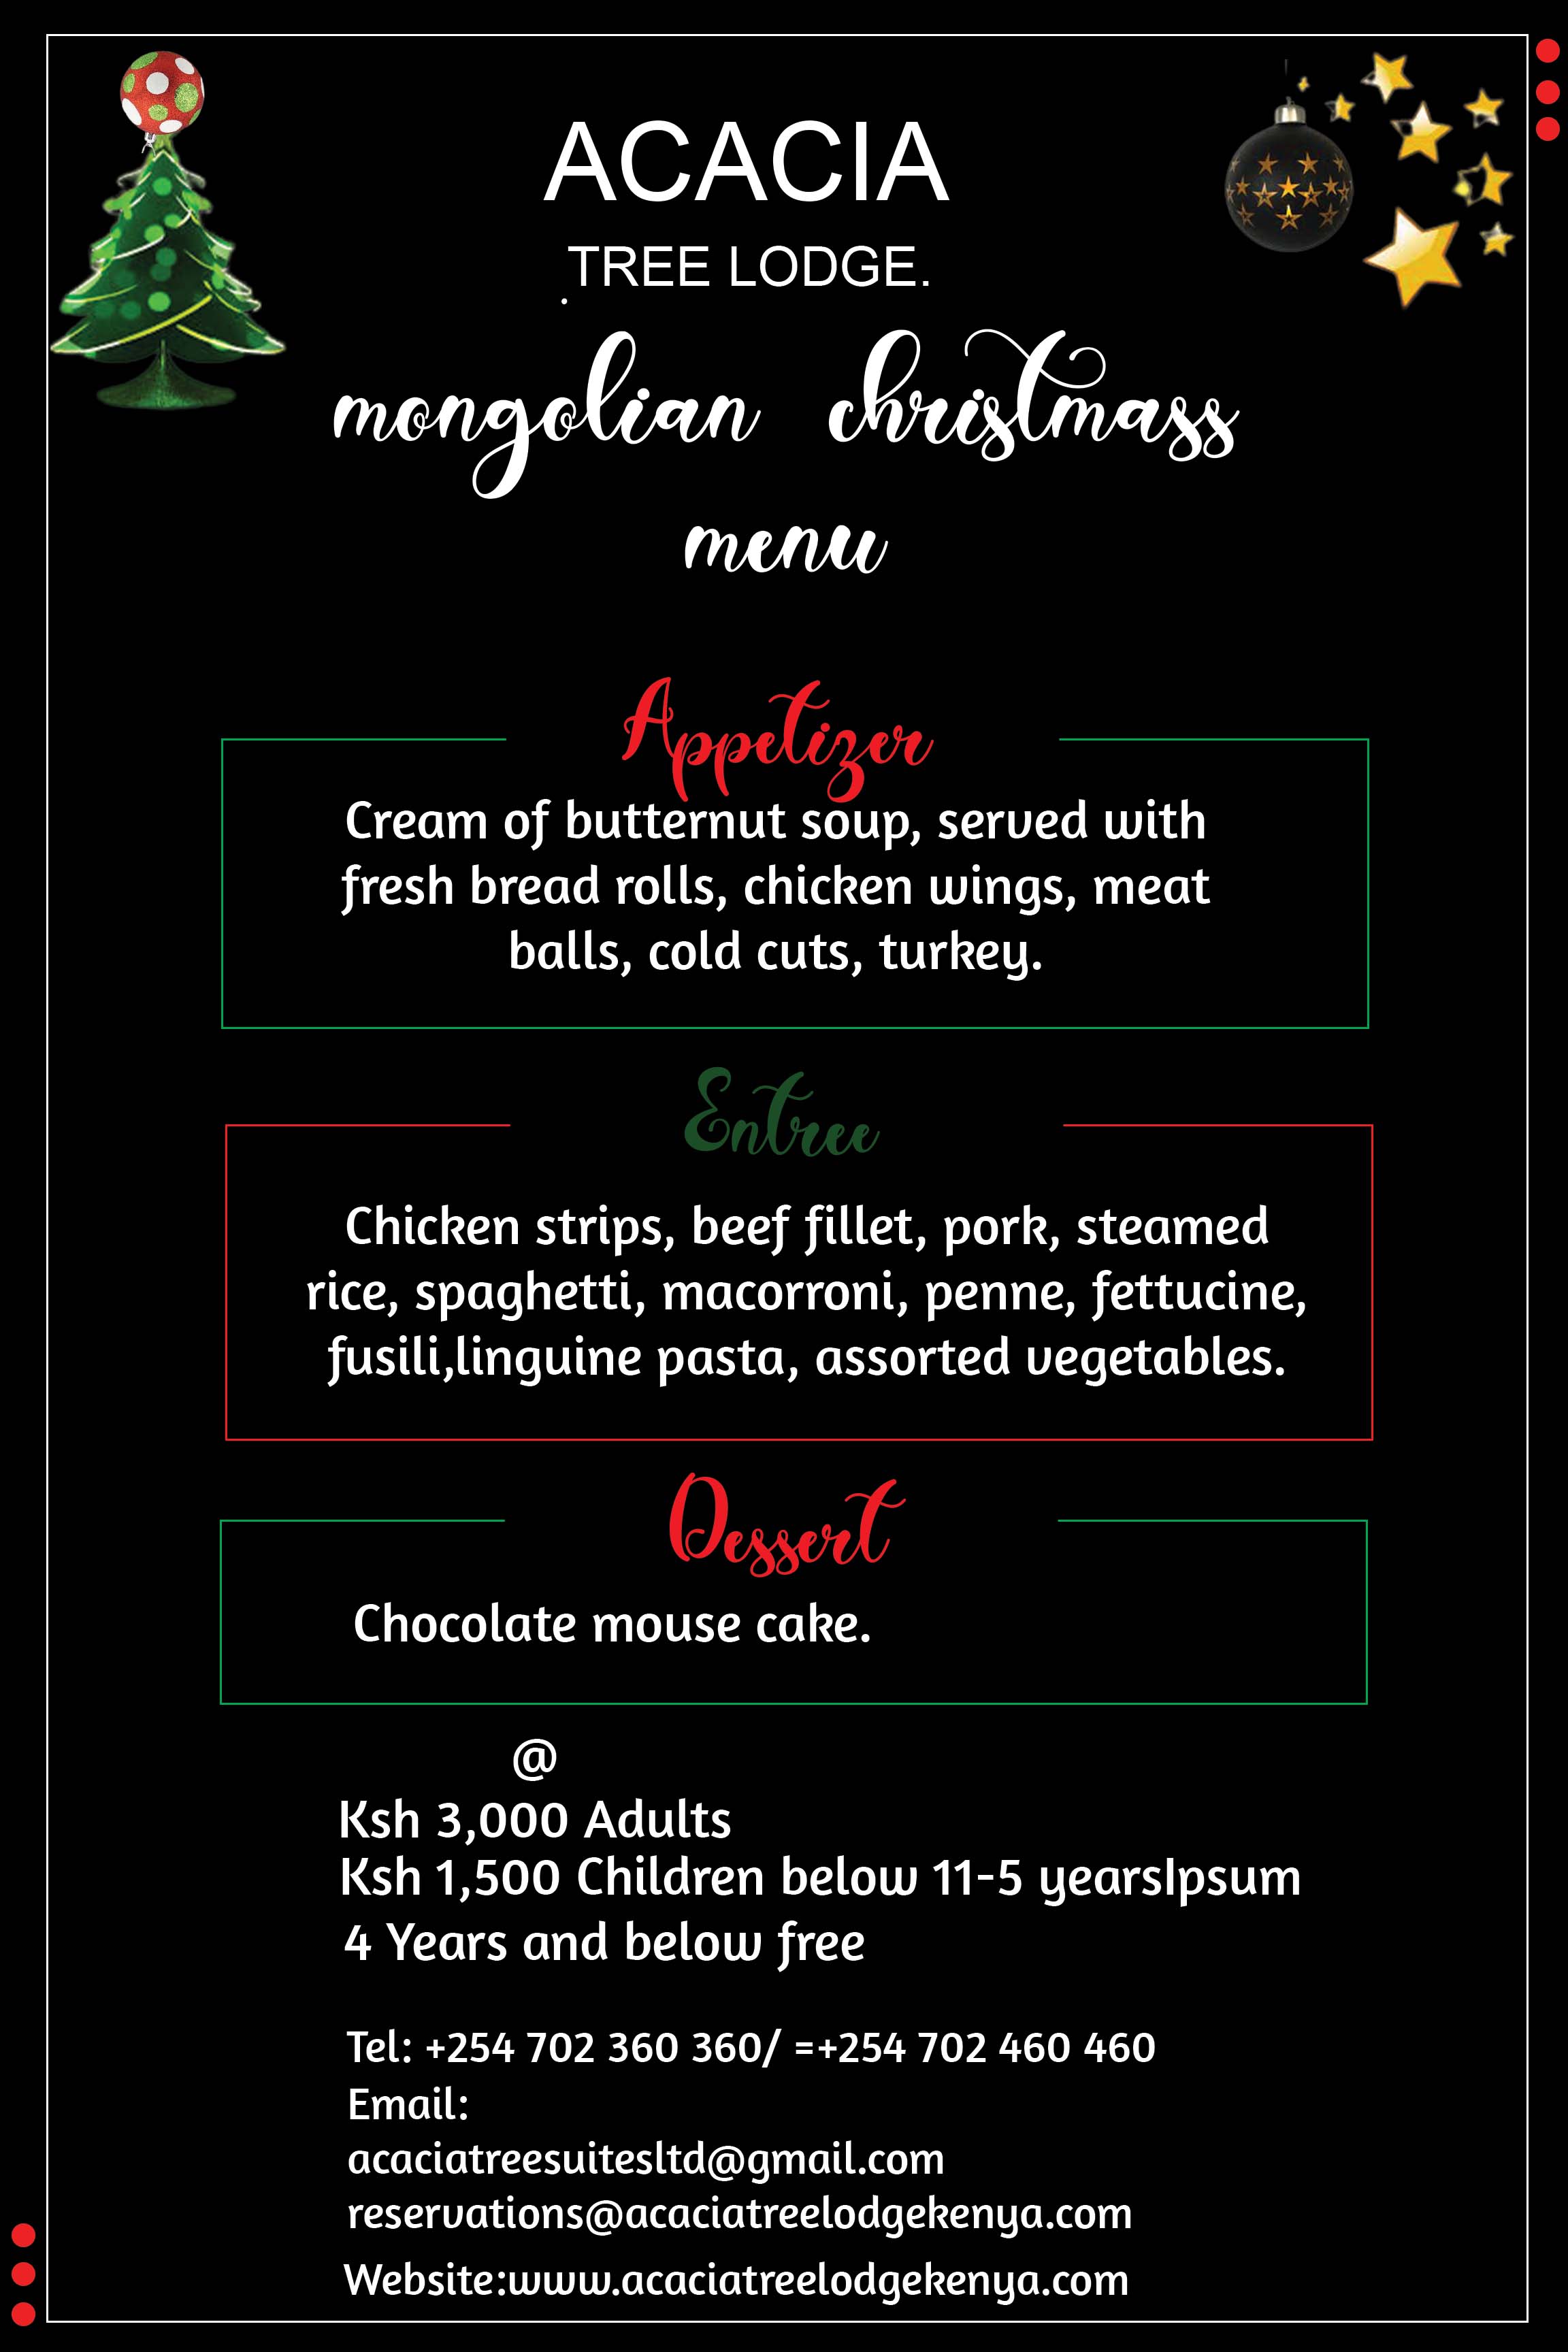 ACACIA
.TREE LODGE.
mongolian christmass
menu
Appetizer
Cream of butternut soup, served with
fresh bread rolls, chicken wings, meat
balls, cold cuts, turkey.
Entree
Chicken strips, beef fillet, pork, steamed
rice, spaghetti, macorroni, penne, fettucine,
fusili,linguine pasta, assorted vegetables.
Dessert
Chocolate mouse cake.
@
Ksh 3,000 Adults
Ksh 1,500 Children below 11-5 yearsIpsum
4 Years and below free
Tel: +254 702 360 360/ =+254 702 460 460
Email:
acaciatreesuitesltd@gmail.com
reservations@acaciatreelodgekenya.com
Website:www.acaciatreelodgekenya.com